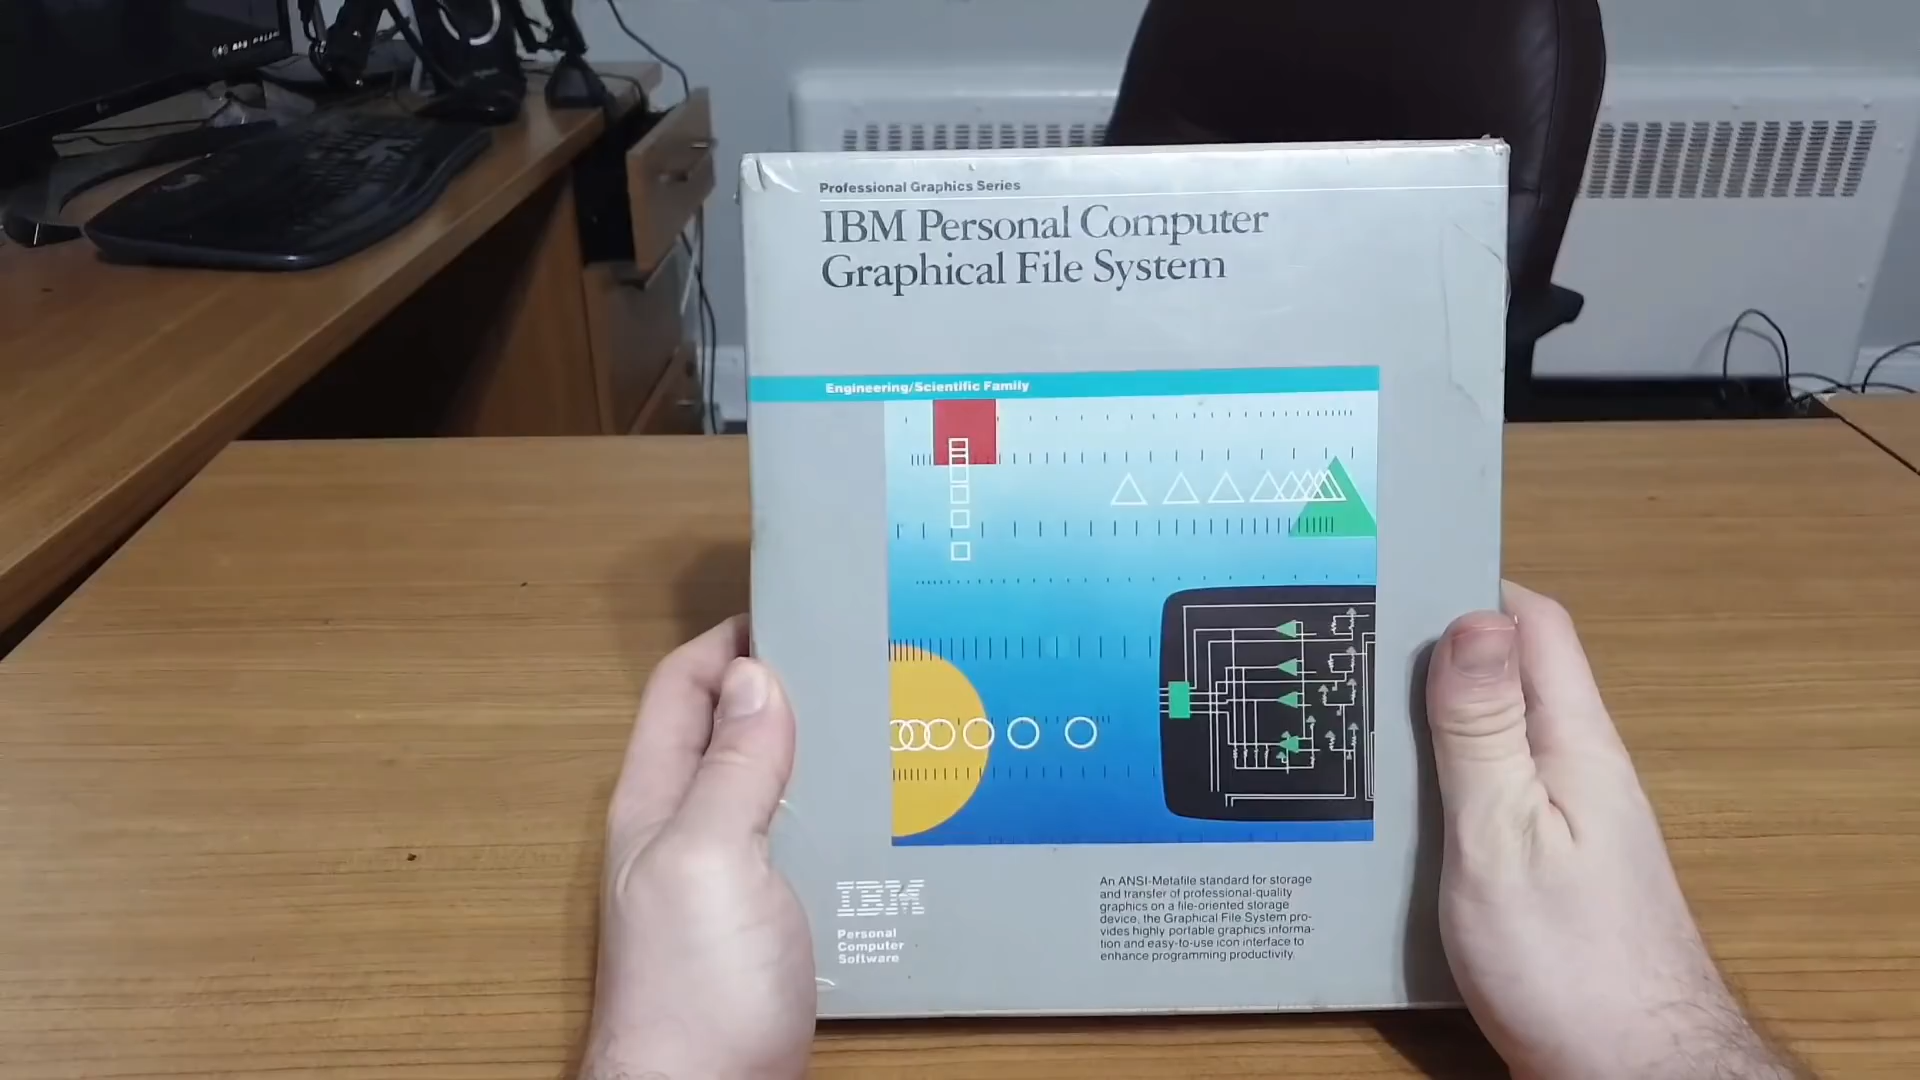 Professional Graphics Series
IBM Personal Computer
Graphical File System
Engineering/Scientific Family
IBM
Personal
Computer
Software
An ANSI-Metafile standard for storage
and transfer of professional-quality
graphics on a file-oriented storage
device, the Graphical File System pro-
vides highly portable graphics informa-
tion and easy-to-use icon interface to
enhance programming productivity.